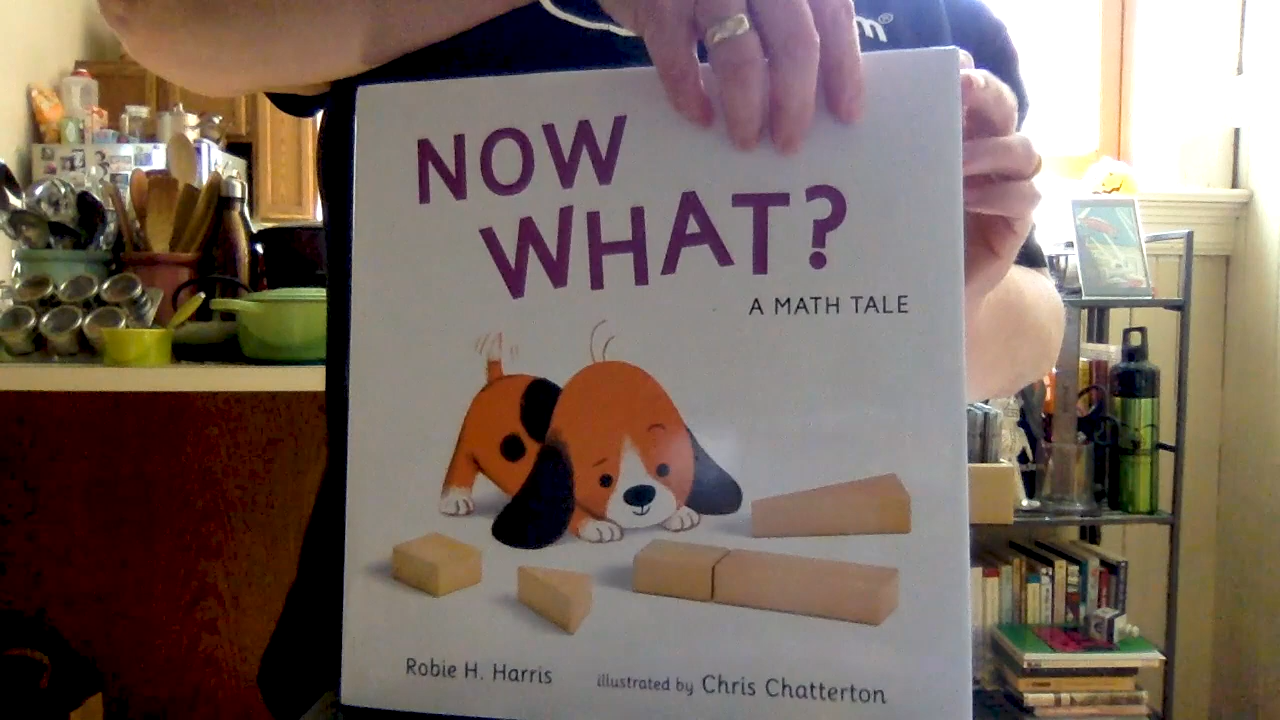 m®
NOW
WHAT?
A MATH TALE
Robie H. Harris
illustrated by Chris Chatterton